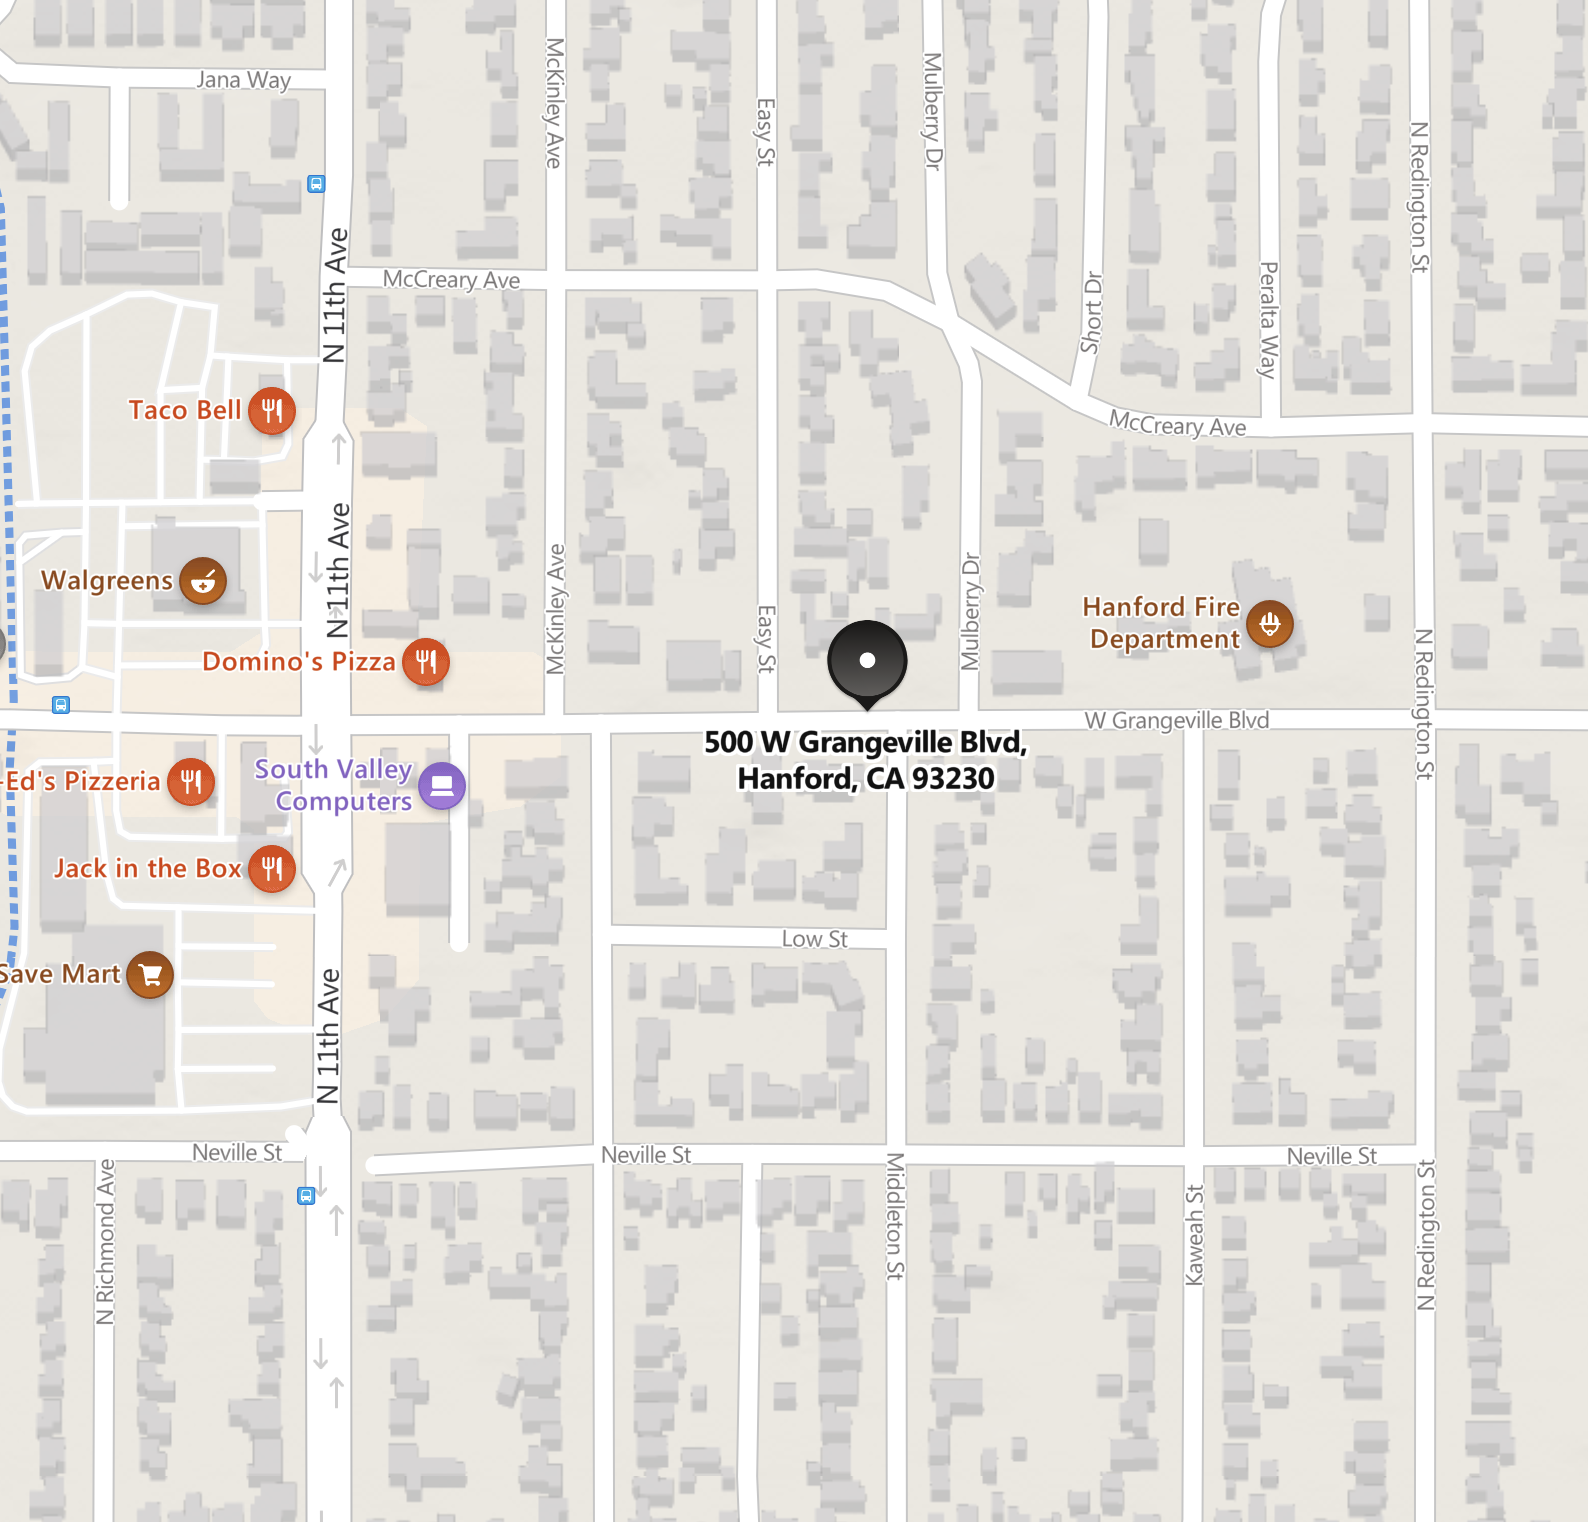 Jana Way
McKinley Ave
Easy St
Mulberry Dr
N Redington St
N 11th Ave
McCreary Ave
Short Dr
Peralta Way
Taco Bell
McCreary Ave
N 11th Ave
Walgreens
McKinley Ave
Easy St
Mulberry Dr
Hanford Fire
Department
N Redington St
Domino's Pizza
W Grangeville Blvd
500 W Grangeville Blvd,
Hanford, CA 93230
South Valley
Computers
-Ed's Pizzeria
Jack in the Box
Low St
Save Mart
N 11th Ave
Neville St
Neville St
Neville St
N Richmond Ave
Middleton St
Kaweah St
N Redington St